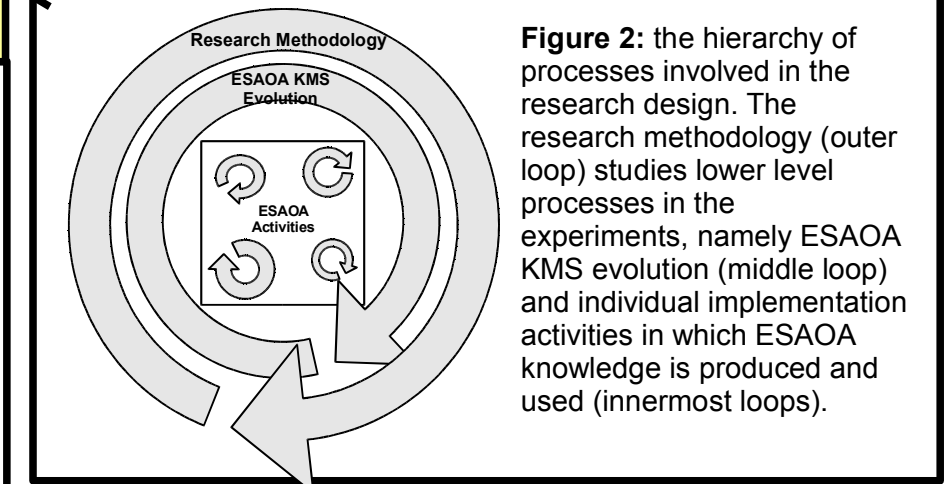 Research Methodology
ESAOA KMS
Evolution
ESAOA
Activities
Figure 2: the hierarchy of
processes involved in the
research design. The
research methodology (outer
loop) studies lower level
processes in the
experiments, namely ESAOA
KMS evolution (middle loop)
and individual implementation
activities in which ESAOA
knowledge is produced and
used (innermost loops).